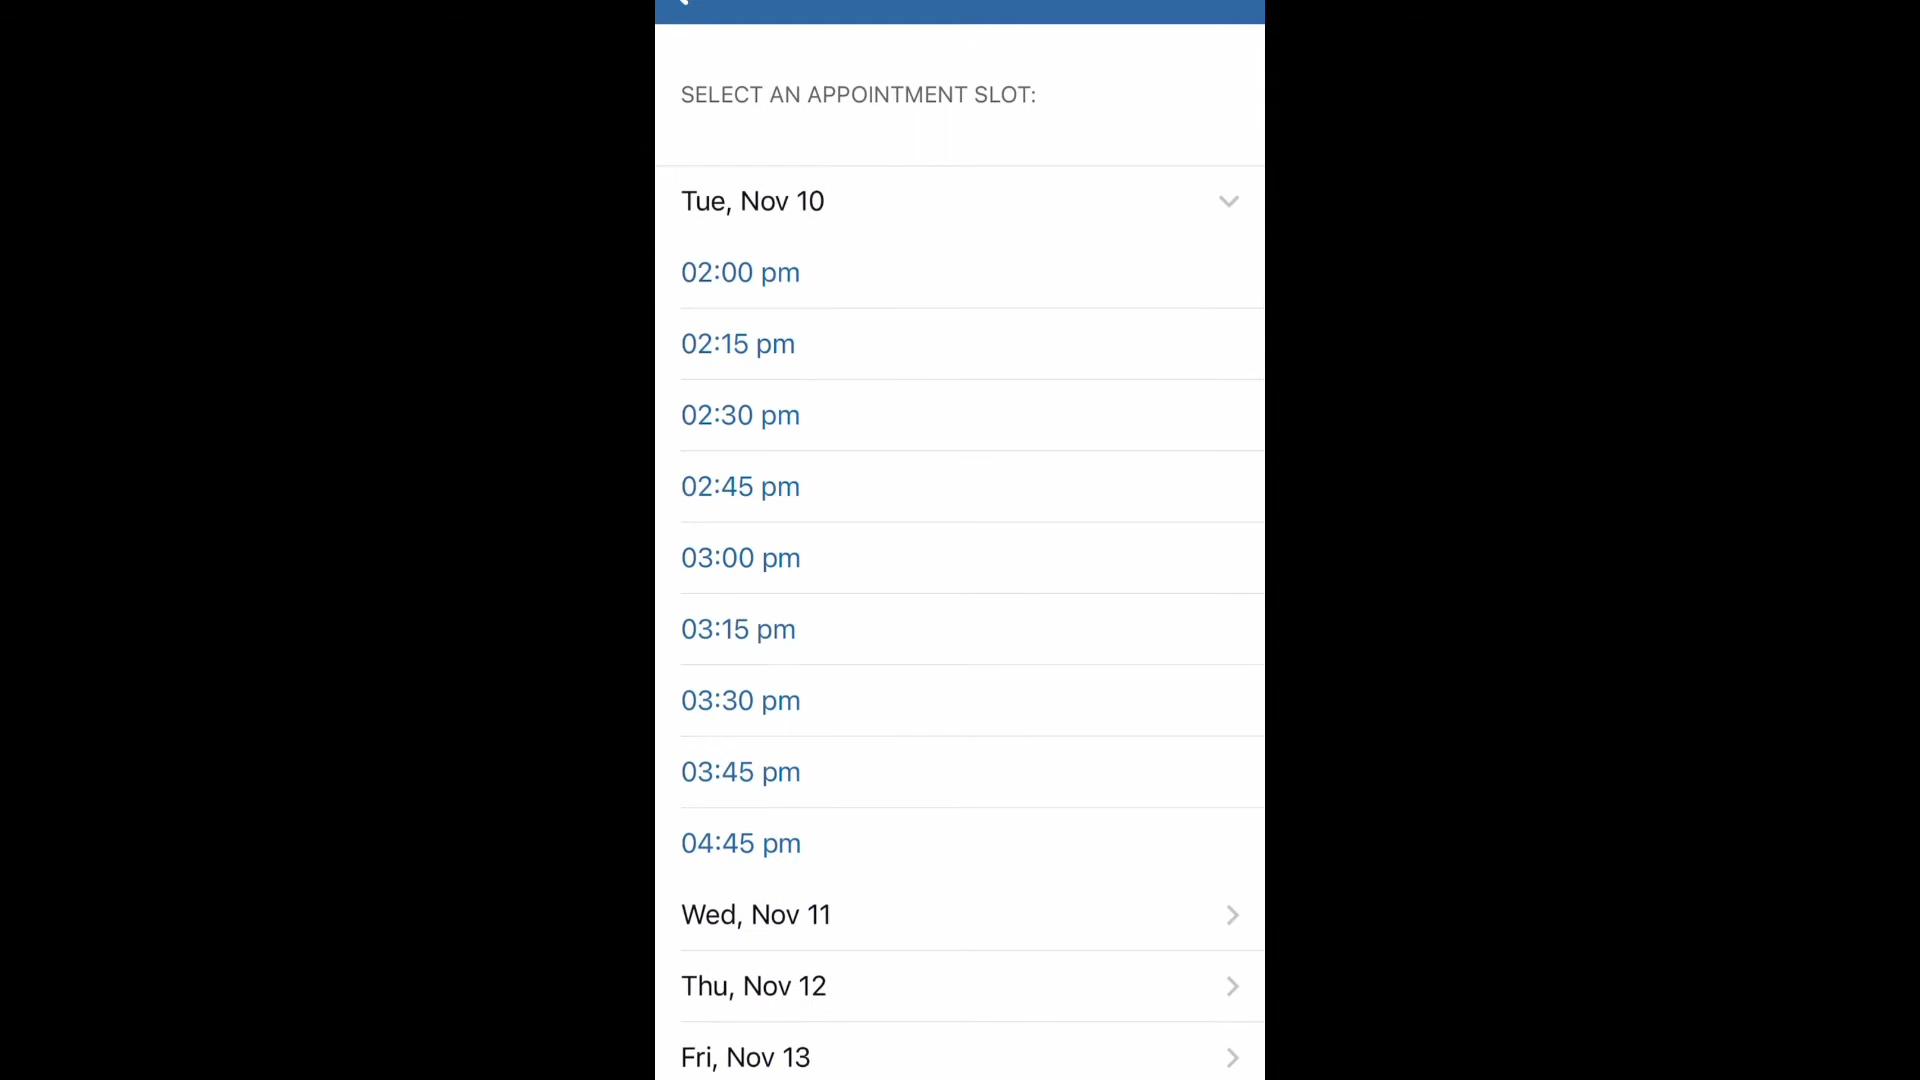 SELECT AN APPOINTMENT SLOT:
Tue, Nov 10
02:00 pm
02:15 pm
02:30 pm
02:45 pm
03:00 pm
03:15 pm
03:30 pm
03:45 pm
04:45 pm
Wed, Nov 11
Thu, Nov 12
Fri, Nov 13